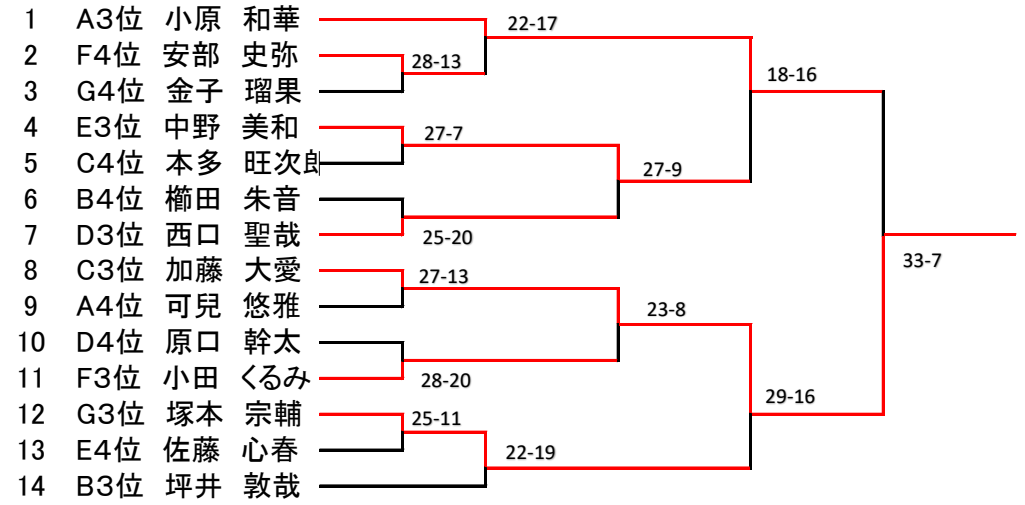 1 A3位 小原 和華
22-17
2 F4位 安部 史弥
28-13
18-16
3 G4位 金子 瑠果
4 E3位 中野 美和
27-7
5 C4位 本多 旺次郎
27-9
6 B4位 櫛田 朱音
7 D3位 西口 聖哉
25-20
33-7
8 C3位 加藤 大愛
27-13
9 A4位 可兒 悠雅
23-8
10 D4位 原口 幹太
11 F3位 小田 くるみ
28-20
29-16
12 G3位 塚本 宗輔
25-11
13 E4位 佐藤 心春
22-19
14 B3位 坪井 敦哉